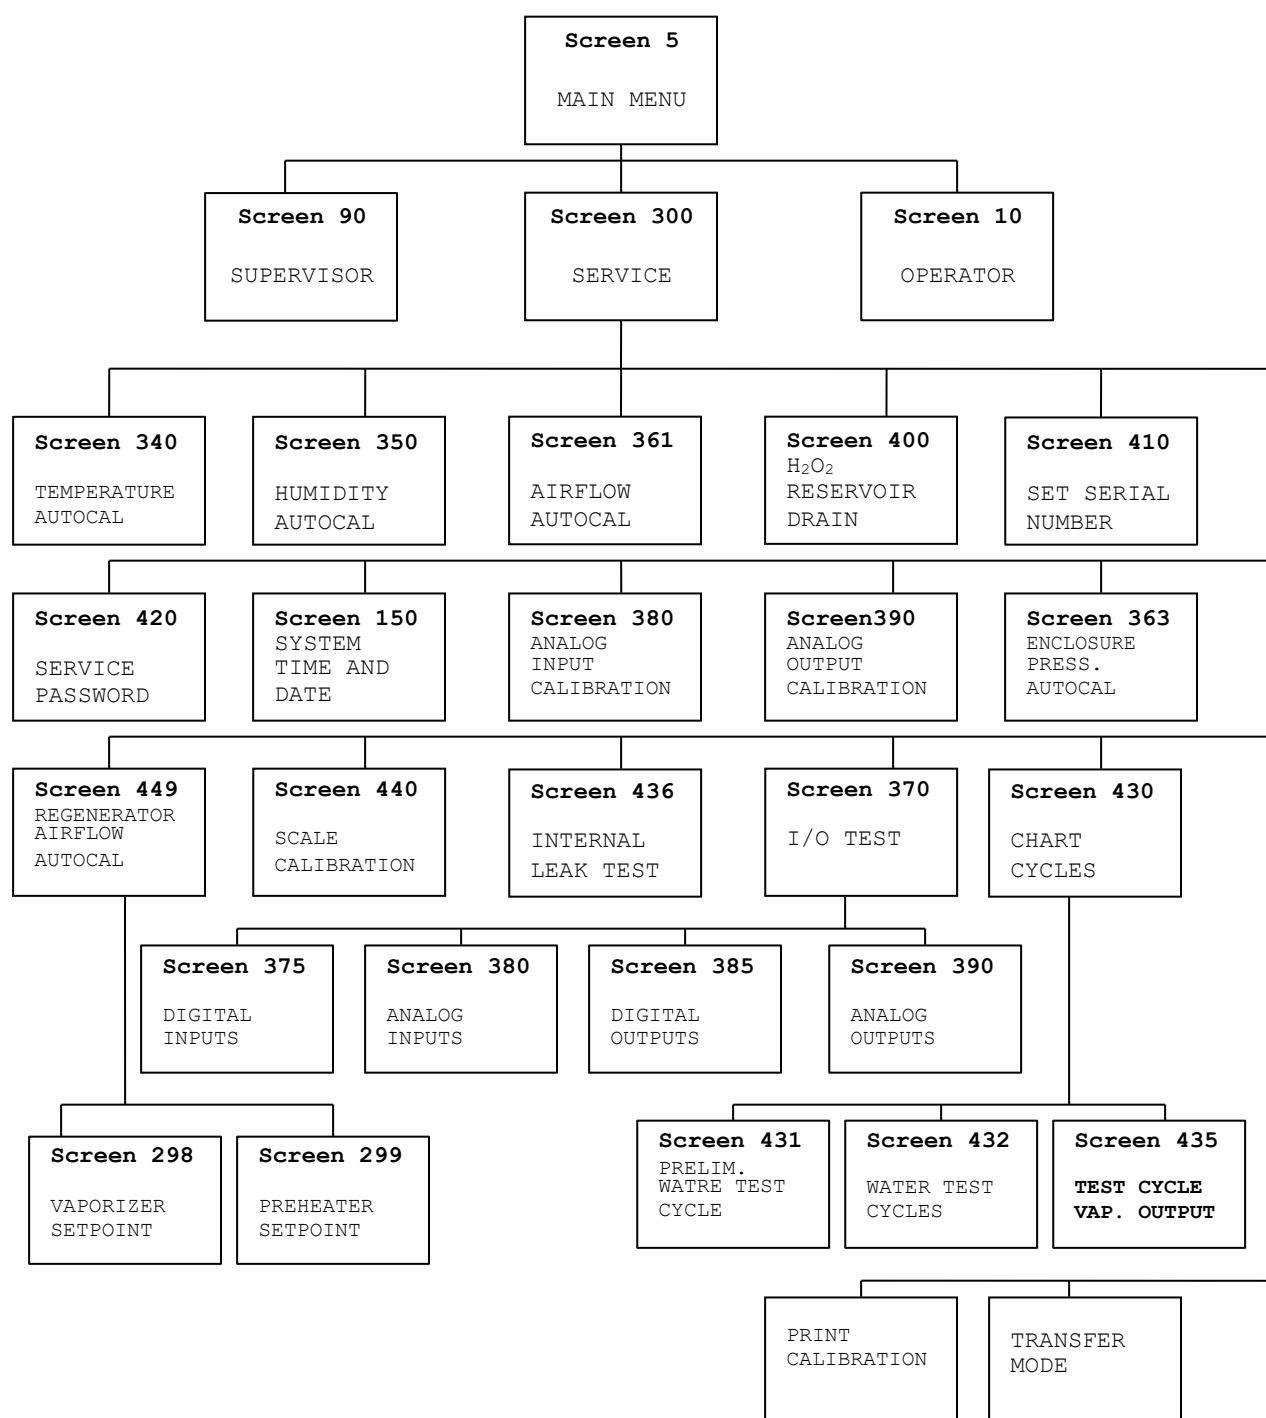 Screen 5
MAIN MENU
Screen 90
SUPERVISOR
Screen 300
SERVICE
Screen 10
OPERATOR
Screen 340
TEMPERATURE
AUTOCAL
Screen 350
HUMIDITY
AUTOCAL
Screen 361
AIRFLOW
AUTOCAL
Screen 400
H₂O₂
RESERVOIR
DRAIN
Screen 410
SET SERIAL
NUMBER
Screen 420
SERVICE
PASSWORD
Screen 150
SYSTEM
TIME AND
DATE
Screen 380
ANALOG
INPUT
CALIBRATION
Screen390
ANALOG
OUTPUT
CALIBRATION
Screen 363
ENCLOSURE
PRESS.
AUTOCAL
Screen 449
REGENERATOR
AIRFLOW
AUTOCAL
Screen 440
SCALE
CALIBRATION
Screen 436
INTERNAL
LEAK TEST
Screen 370
I/O TEST
Screen 430
CHART
CYCLES
Screen 375
DIGITAL
INPUTS
Screen 380
ANALOG
INPUTS
Screen 385
DIGITAL
OUTPUTS
Screen 390
ANALOG
OUTPUTS
Screen 298
VAPORIZER
SETPOINT
Screen 299
PREHEATER
SETPOINT
Screen 431
PRELIM.
WATRE TEST
CYCLE
Screen 432
WATER TEST
CYCLES
Screen 435
TEST CYCLE
VAP. OUTPUT
PRINT
CALIBRATION
TRANSFER
MODE